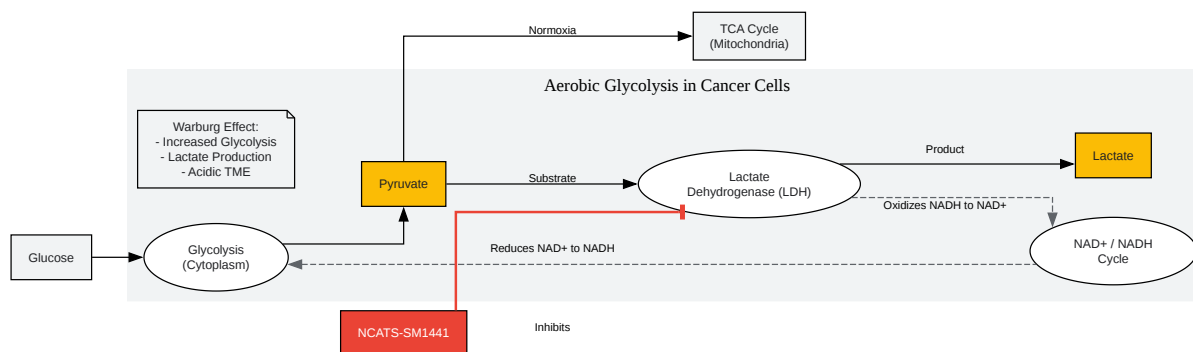 Normoxia
TCA Cycle
(Mitochondria)
Aerobic Glycolysis in Cancer Cells
Warburg Effect:
- Increased Glycolysis
- Lactate Production
- Acidic TME
Pyruvate
Substrate
Lactate
Dehydrogenase (LDH)
Product
Lactate
Oxidizes NADH to NAD+
Glucose
Glycolysis
(Cytoplasm)
Reduces NAD+ to NADH
NAD+ / NADH
Cycle
NCATS-SM1441
Inhibits